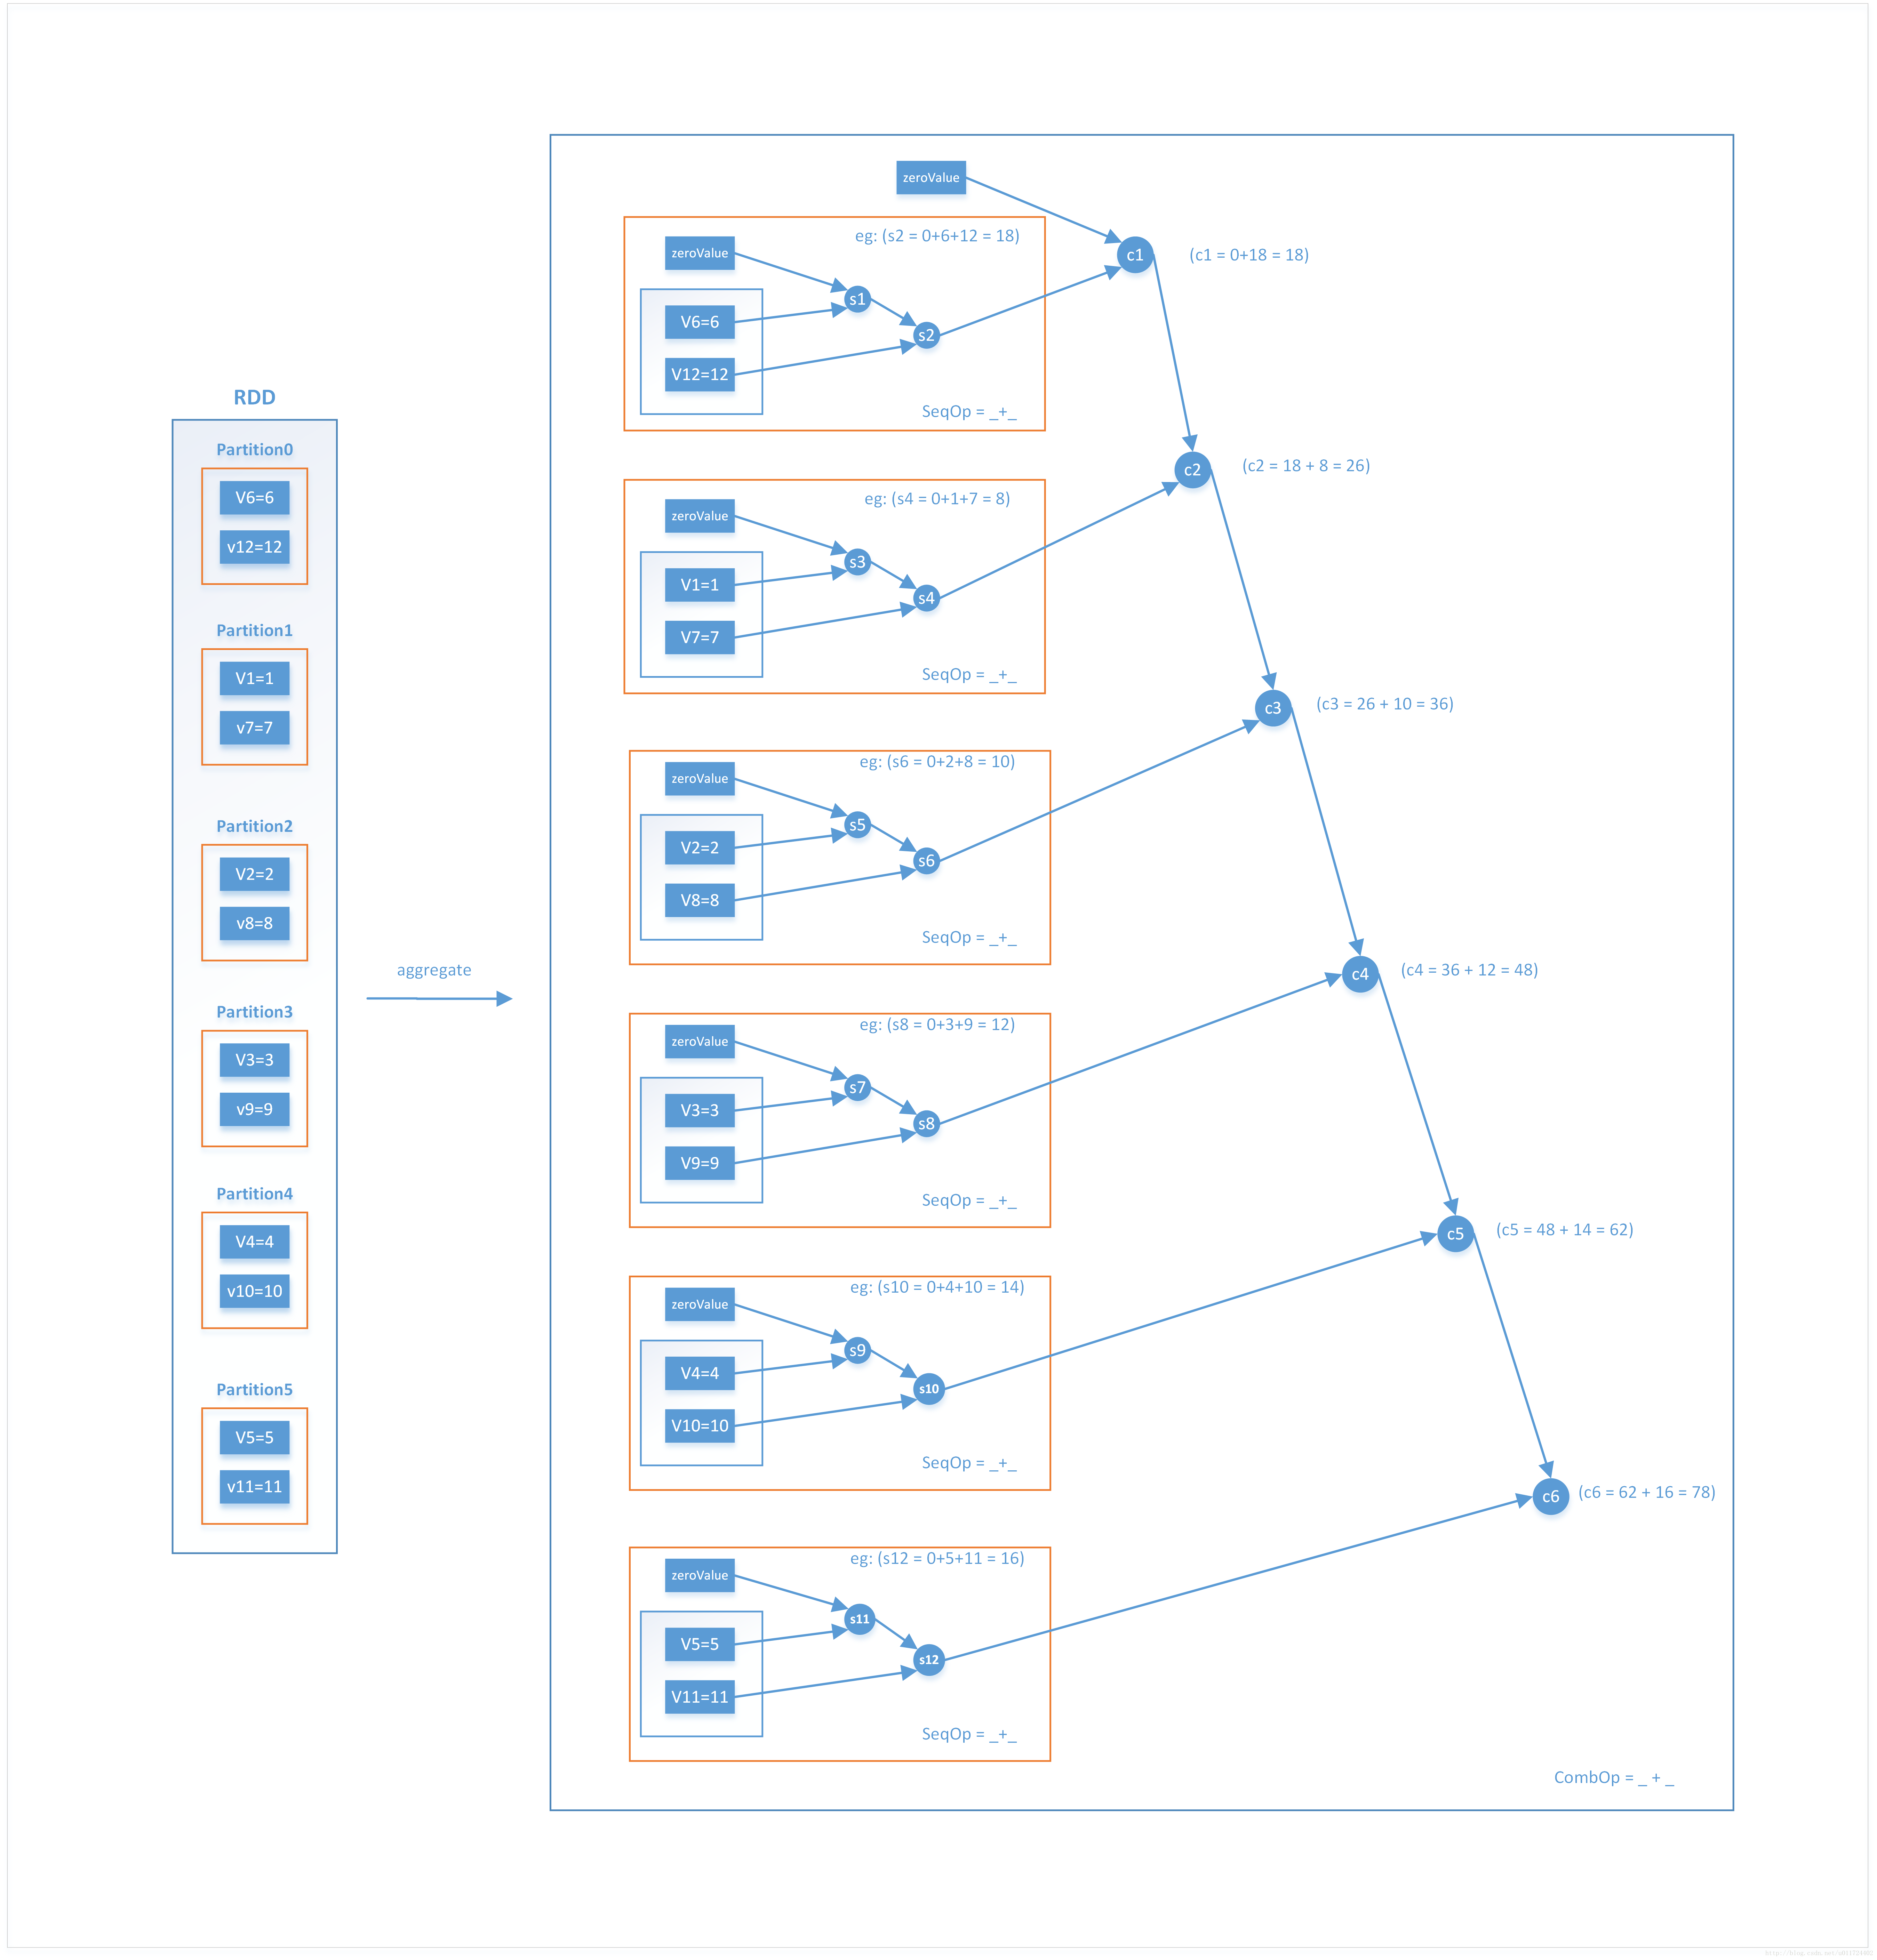 RDD
Partition0
V6=6
v12=12
Partition1
V1=1
v7=7
Partition2
V2=2
v8=8
Partition3
V3=3
v9=9
Partition4
V4=4
v10=10
Partition5
V5=5
v11=11
aggregate
zeroValue
c1
(c1 = 0+18 = 18)
eg: (s2 = 0+6+12 = 18)
zeroValue
s1
V6=6
s2
V12=12
SeqOp = _+_
c2
(c2 = 18 + 8 = 26)
eg: (s4 = 0+1+7 = 8)
zeroValue
s3
V1=1
s4
V7=7
SeqOp = _+_
c3
(c3 = 26 + 10 = 36)
eg: (s6 = 0+2+8 = 10)
zeroValue
s5
V2=2
s6
V8=8
SeqOp = _+_
c4
(c4 = 36 + 12 = 48)
eg: (s8 = 0+3+9 = 12)
zeroValue
s7
V3=3
s8
V9=9
SeqOp = _+_
c5
(c5 = 48 + 14 = 62)
eg: (s10 = 0+4+10 = 14)
zeroValue
s9
V4=4
s10
V10=10
SeqOp = _+_
c6
(c6 = 62 + 16 = 78)
eg: (s12 = 0+5+11 = 16)
zeroValue
s11
V5=5
s12
V11=11
SeqOp = _+_
CombOp = _ + _